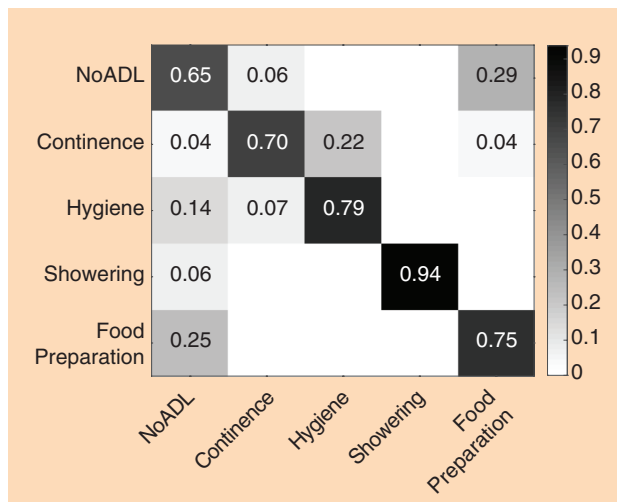 NoADL 0.65 0.06 0.29
Continence 0.04 0.70 0.22 0.04
Hygiene 0.14 0.07 0.79
Showering 0.06 0.94
Food
Preparation 0.25 0.75
NoADL
Continence
Hygiene
Showering
Food
Preparation
0.9
0.8
0.7
0.6
0.5
0.4
0.3
0.2
0.1
0